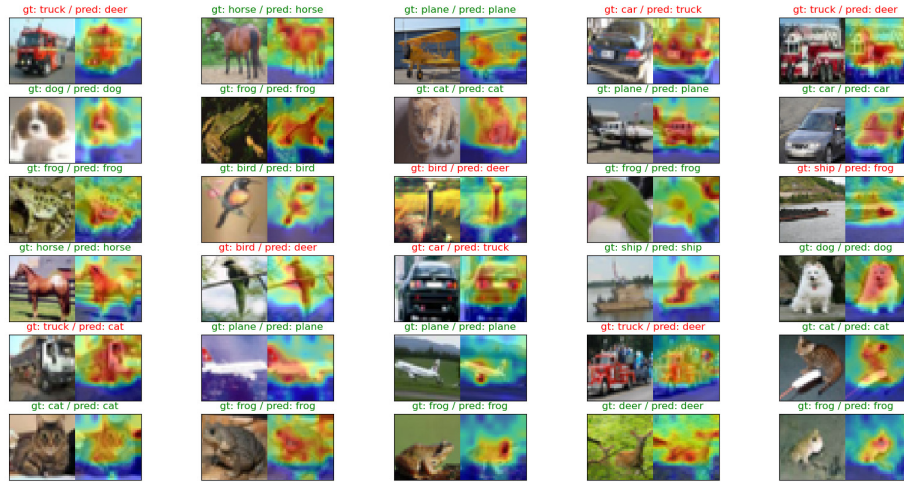 gt: truck / pred: deer
gt: horse / pred: horse
gt: plane / pred: plane
gt: car / pred: truck
gt: truck / pred: deer
gt: dog / pred: dog
gt: frog / pred: frog
gt: cat / pred: cat
gt: plane / pred: plane
gt: car / pred: car
gt: frog / pred: frog
gt: bird / pred: bird
gt: bird / pred: deer
gt: frog / pred: frog
gt: ship / pred: frog
gt: horse / pred: horse
gt: bird / pred: deer
gt: car / pred: truck
gt: ship / pred: ship
gt: dog / pred: dog
gt: truck / pred: cat
gt: plane / pred: plane
gt: plane / pred: plane
gt: truck / pred: deer
gt: cat / pred: cat
gt: cat / pred: cat
gt: frog / pred: frog
gt: frog / pred: frog
gt: deer / pred: deer
gt: frog / pred: frog